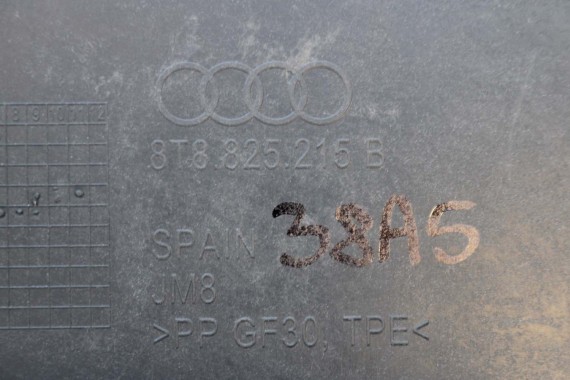 8T8.825.215 B
SPAIN 38A5
JM8
>PP GF30, TPE<